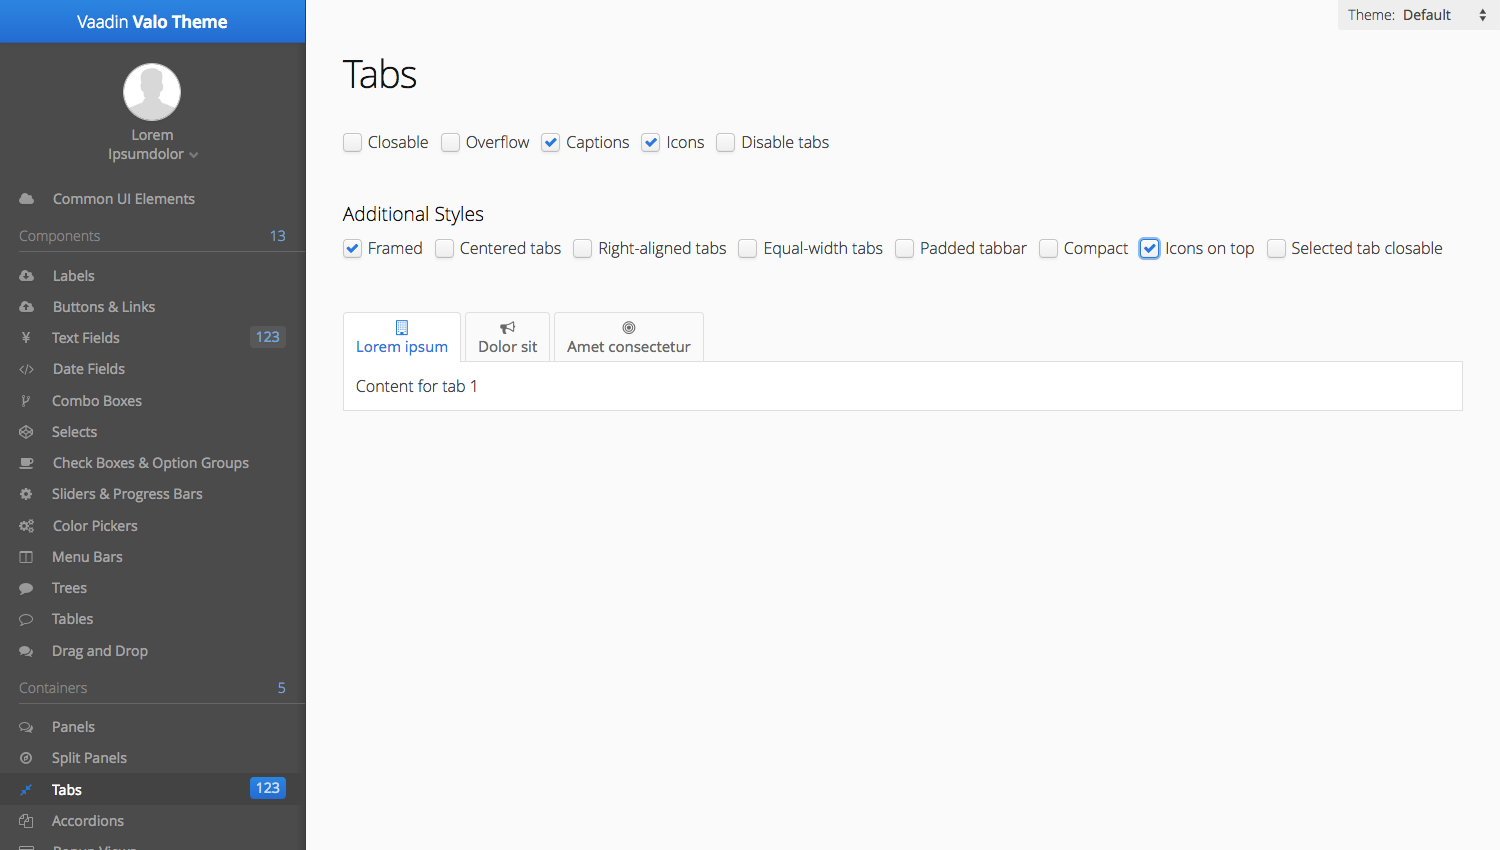 Vaadin Valo Theme
Lorem
Ipsumdolor
Common UI Elements
Components 13
Labels
Buttons & Links
Text Fields 123
Date Fields
Combo Boxes
Selects
Check Boxes & Option Groups
Sliders & Progress Bars
Color Pickers
Menu Bars
Trees
Tables
Drag and Drop
Containers 5
Panels
Split Panels
Tabs 123
Accordions
Popup Views
Theme: Default
Tabs
Closable Overflow Captions Icons Disable tabs
Additional Styles
Framed Centered tabs Right-aligned tabs Equal-width tabs Padded tabbar Compact Icons on top Selected tab closable
Lorem ipsum Dolor sit Amet consectetur
Content for tab 1